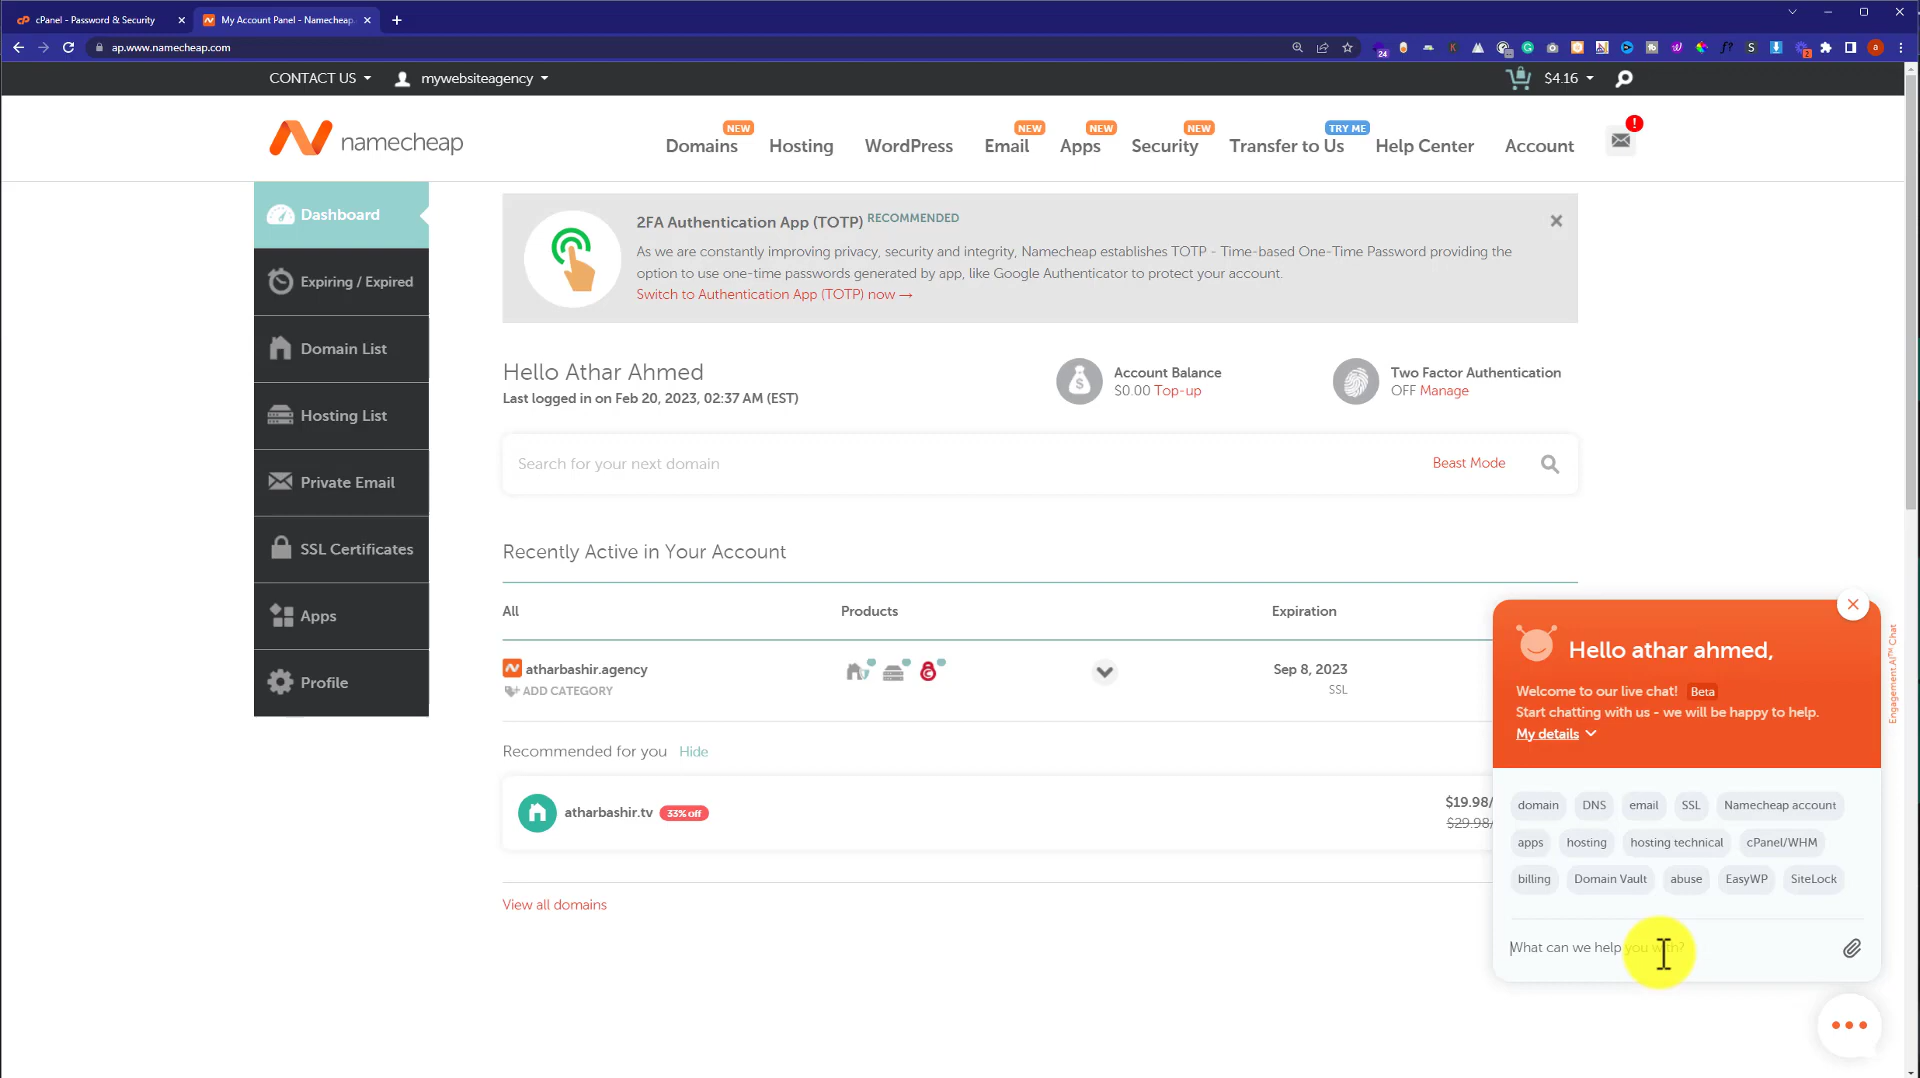 cPanel - Password & Security
My Account Panel - Namecheap.
ap.www.namecheap.com
24
2
CONTACT US
mywebsiteagency
$4.16
namecheap
Domains NEW
Hosting
WordPress
Email NEW
Apps NEW
Security NEW
Transfer to Us TRY ME
Help Center
Account
!
Dashboard
Expiring / Expired
Domain List
Hosting List
Private Email
SSL Certificates
Apps
Profile
2FA Authentication App (TOTP) RECOMMENDED
As we are constantly improving privacy, security and integrity, Namecheap establishes TOTP - Time-based One-Time Password providing the
option to use one-time passwords generated by app, like Google Authenticator to protect your account.
Switch to Authentication App (TOTP) now →
Hello Athar Ahmed
Last logged in on Feb 20, 2023, 02:37 AM (EST)
Account Balance
$0.00 Top-up
Two Factor Authentication
OFF Manage
Search for your next domain
Beast Mode
Recently Active in Your Account
All Products Expiration
atharbashir.agency
ADD CATEGORY
Sep 8, 2023
SSL
Recommended for you Hide
atharbashir.tv 33% off
$19.98/
$29.98/
View all domains
Hello athar ahmed,
Welcome to our live chat! Beta
Start chatting with us - we will be happy to help.
My details
domain DNS email SSL Namecheap account
apps hosting hosting technical cPanel/WHM
billing Domain Vault abuse EasyWP SiteLock
What can we help you with?
Engagement.AI™ Chat